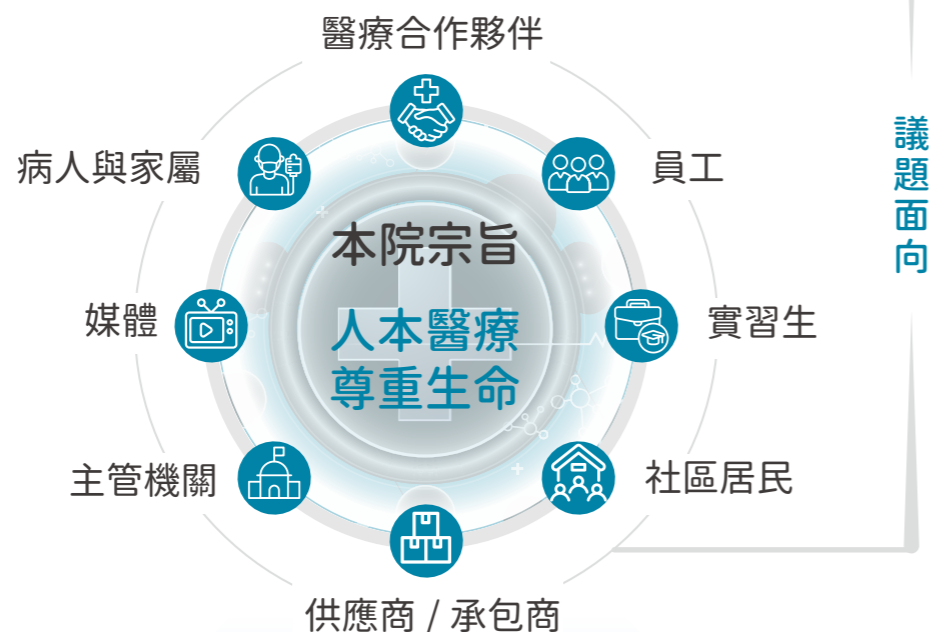 醫療合作夥伴
病人與家屬
員工
本院宗旨
媒體
人本醫療
尊重生命
實習生
主管機關
社區居民
供應商 / 承包商
議題面向